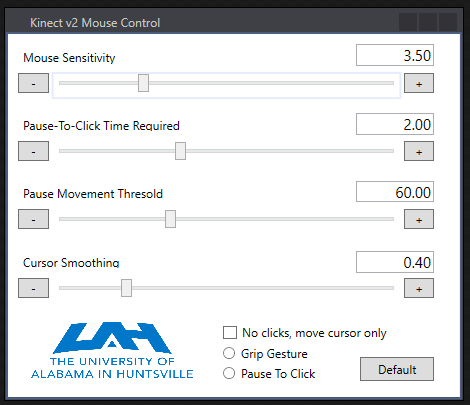 Kinect v2 Mouse Control
Mouse Sensitivity
3.50
-
+
Pause-To-Click Time Required
2.00
-
+
Pause Movement Thresold
60.00
-
+
Cursor Smoothing
0.40
-
+
UAH
THE UNIVERSITY OF
ALABAMA IN HUNTSVILLE
No clicks, move cursor only
Grip Gesture
Pause To Click
Default